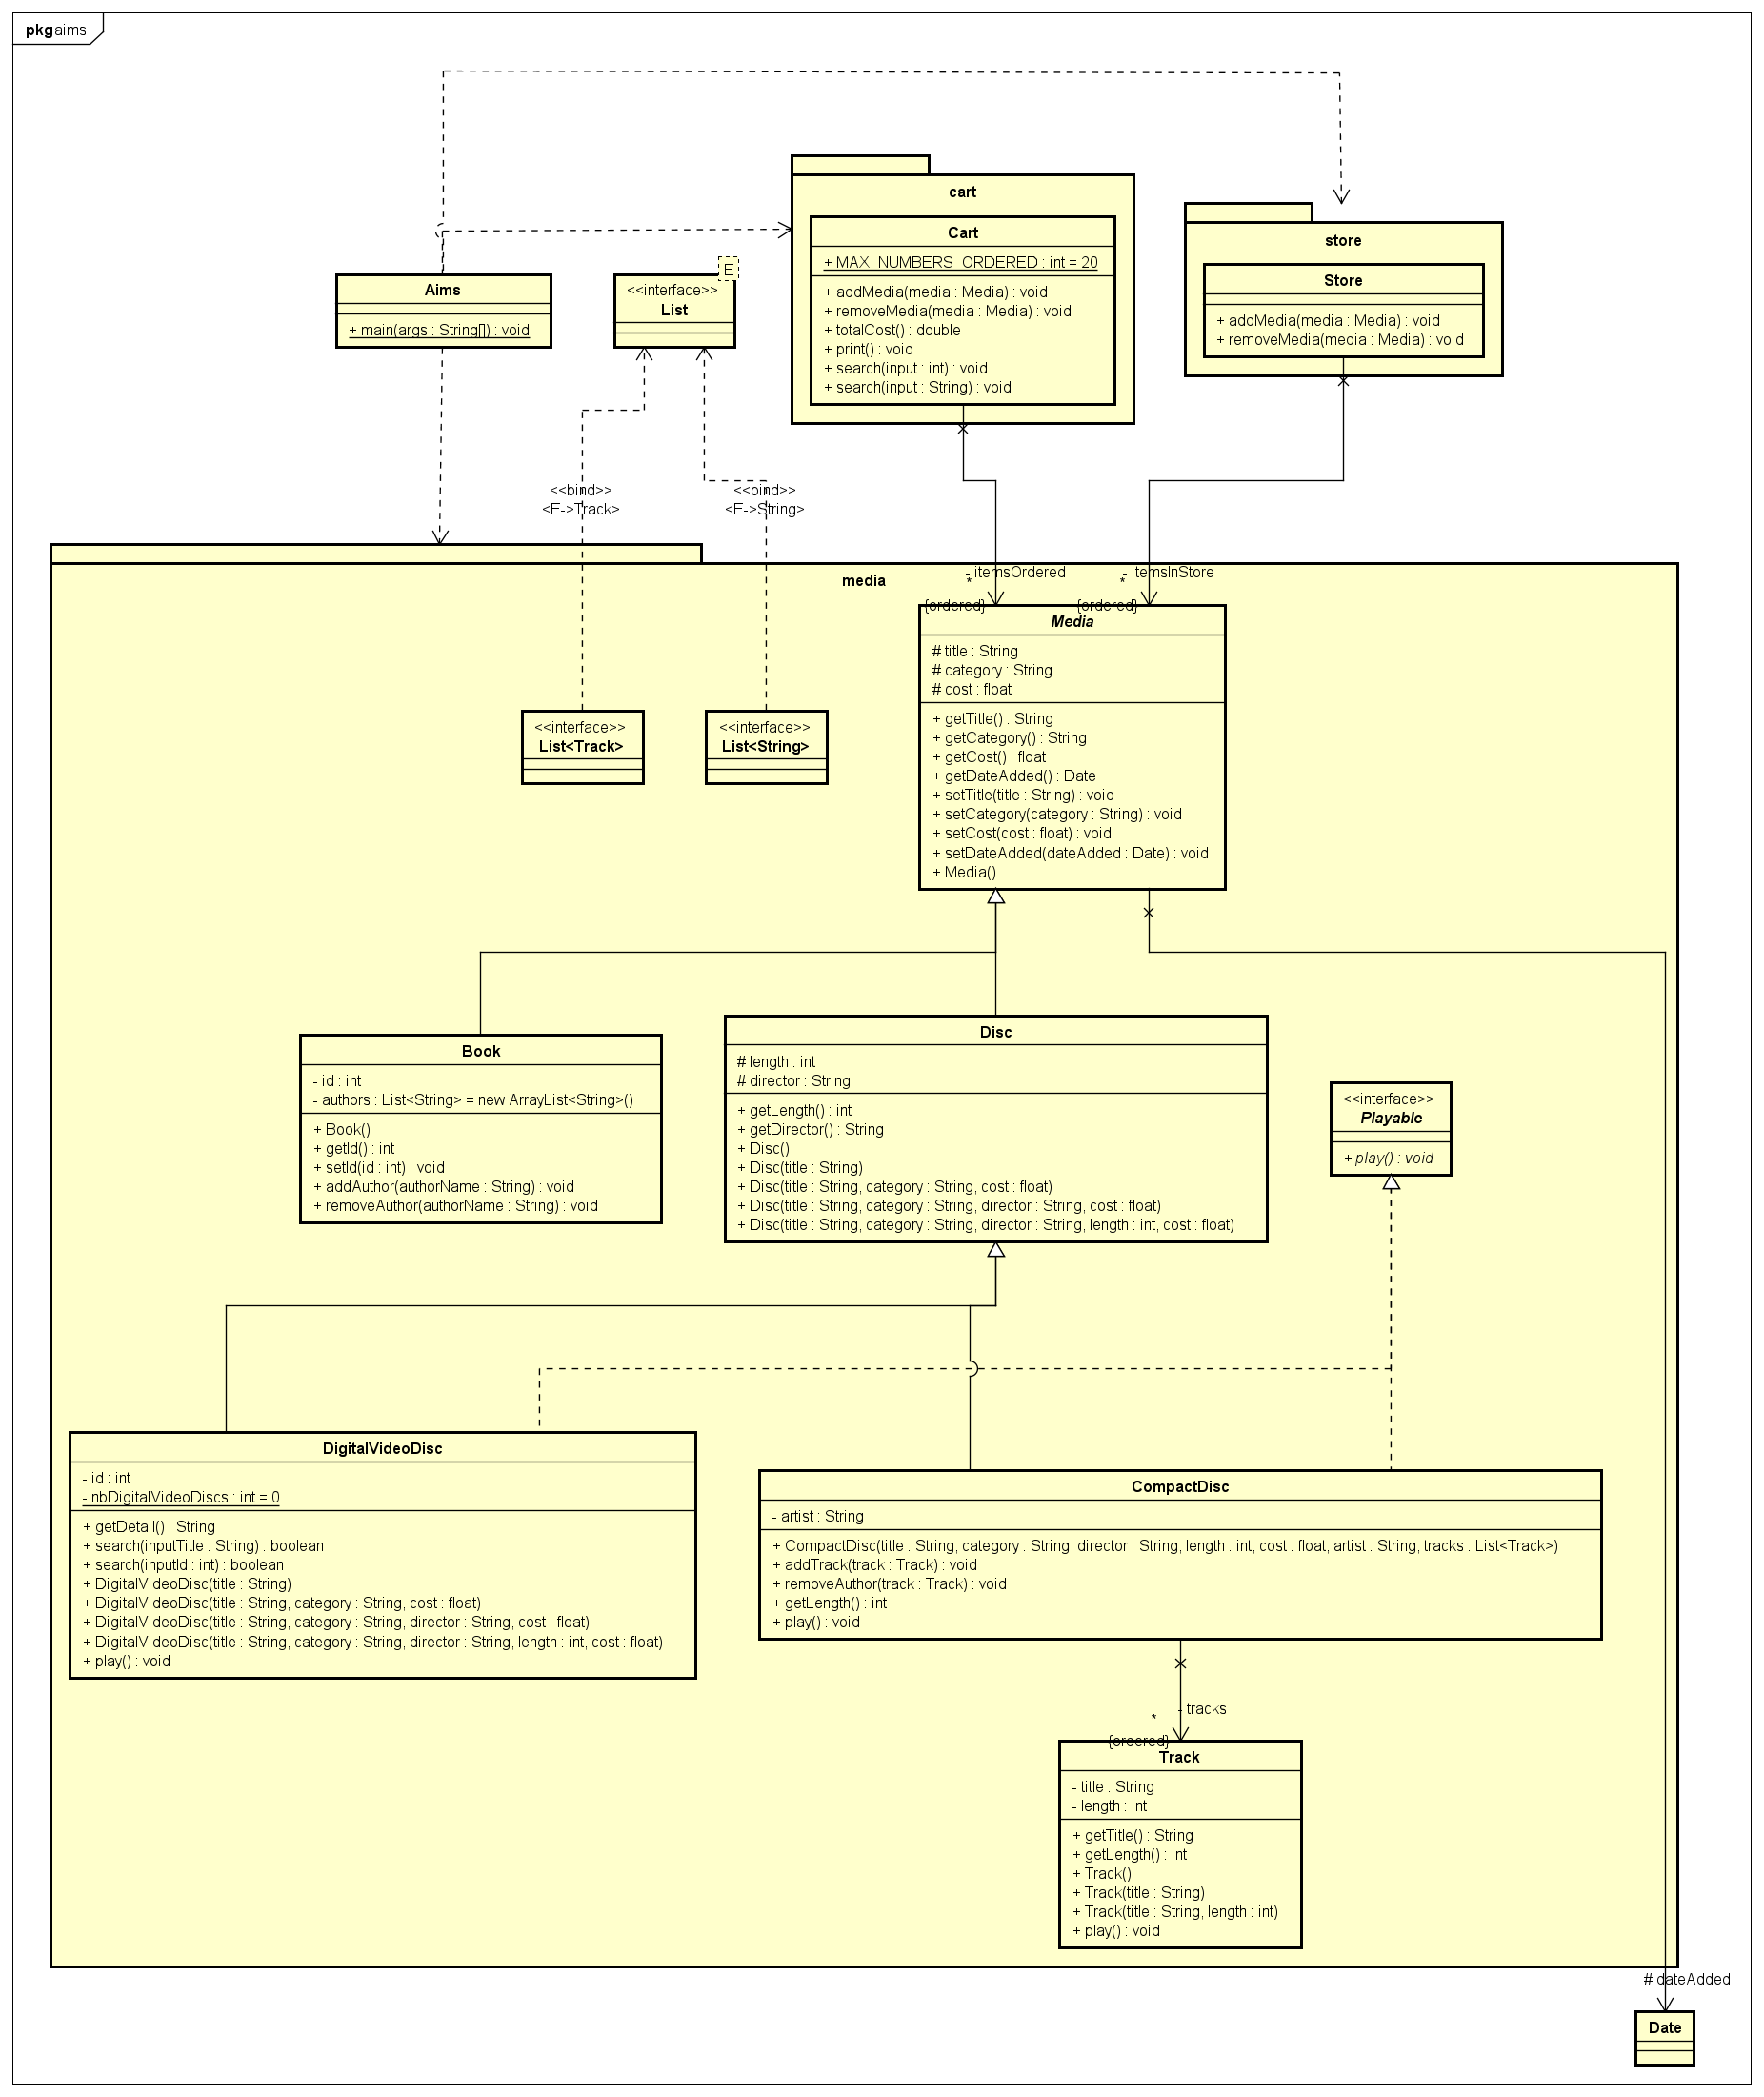 pkg aims
cart
Cart
+ MAX_NUMBERS_ORDERED : int = 20
+ addMedia(media : Media) : void
+ removeMedia(media : Media) : void
+ totalCost() : double
+ print() : void
+ search(input : int) : void
+ search(input : String) : void
store
Store
+ addMedia(media : Media) : void
+ removeMedia(media : Media) : void
Aims
+ main(args : String[]) : void
E
<<interface>>
List
<<bind>>
<E->Track>
<<bind>>
<E->String>
media
- itemsOrdered
*
{ordered}
- itemsInStore
*
{ordered}
Media
# title : String
# category : String
# cost : float
+ getTitle() : String
+ getCategory() : String
+ getCost() : float
+ getDateAdded() : Date
+ setTitle(title : String) : void
+ setCategory(category : String) : void
+ setCost(cost : float) : void
+ setDateAdded(dateAdded : Date) : void
+ Media()
<<interface>>
List<Track>
<<interface>>
List<String>
Book
- id : int
- authors : List<String> = new ArrayList<String>()
+ Book()
+ getId() : int
+ setId(id : int) : void
+ addAuthor(authorName : String) : void
+ removeAuthor(authorName : String) : void
Disc
# length : int
# director : String
+ getLength() : int
+ getDirector() : String
+ Disc()
+ Disc(title : String)
+ Disc(title : String, category : String, cost : float)
+ Disc(title : String, category : String, director : String, cost : float)
+ Disc(title : String, category : String, director : String, length : int, cost : float)
<<interface>>
Playable
+ play() : void
DigitalVideoDisc
- id : int
- nbDigitalVideoDiscs : int = 0
+ getDetail() : String
+ search(inputTitle : String) : boolean
+ search(inputId : int) : boolean
+ DigitalVideoDisc(title : String)
+ DigitalVideoDisc(title : String, category : String, cost : float)
+ DigitalVideoDisc(title : String, category : String, director : String, cost : float)
+ DigitalVideoDisc(title : String, category : String, director : String, length : int, cost : float)
+ play() : void
CompactDisc
- artist : String
+ CompactDisc(title : String, category : String, director : String, length : int, cost : float, artist : String, tracks : List<Track>)
+ addTrack(track : Track) : void
+ removeAuthor(track : Track) : void
+ getLength() : int
+ play() : void
- tracks
*
{ordered}
Track
- title : String
- length : int
+ getTitle() : String
+ getLength() : int
+ Track()
+ Track(title : String)
+ Track(title : String, length : int)
+ play() : void
# dateAdded
Date